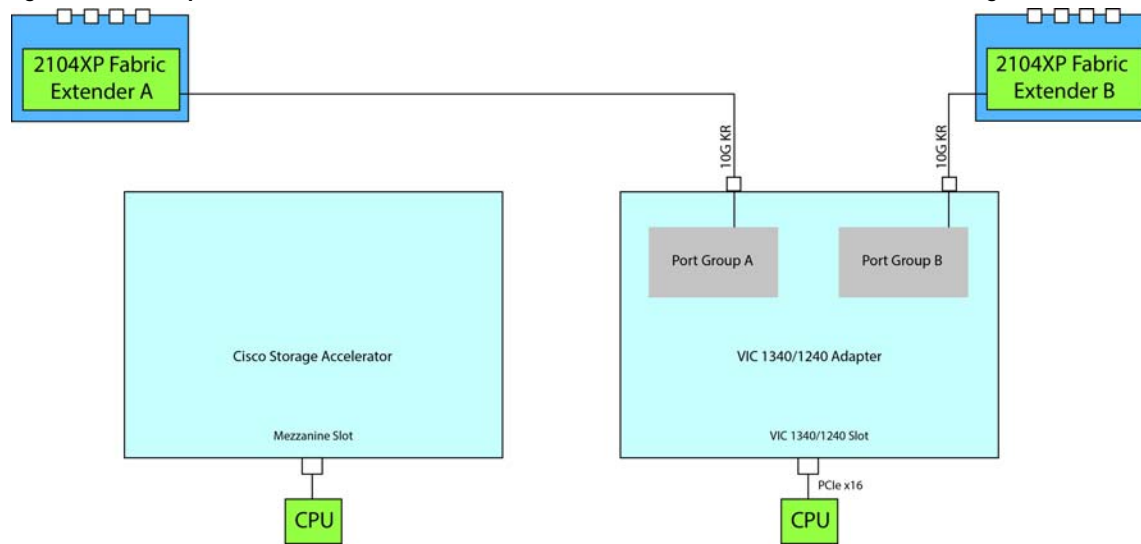 2104XP Fabric
Extender A
2104XP Fabric
Extender B
10G KR
10G KR
Port Group A
Port Group B
Cisco Storage Accelerator
VIC 1340/1240 Adapter
Mezzanine Slot
VIC 1340/1240 Slot
PCIe x16
CPU
CPU